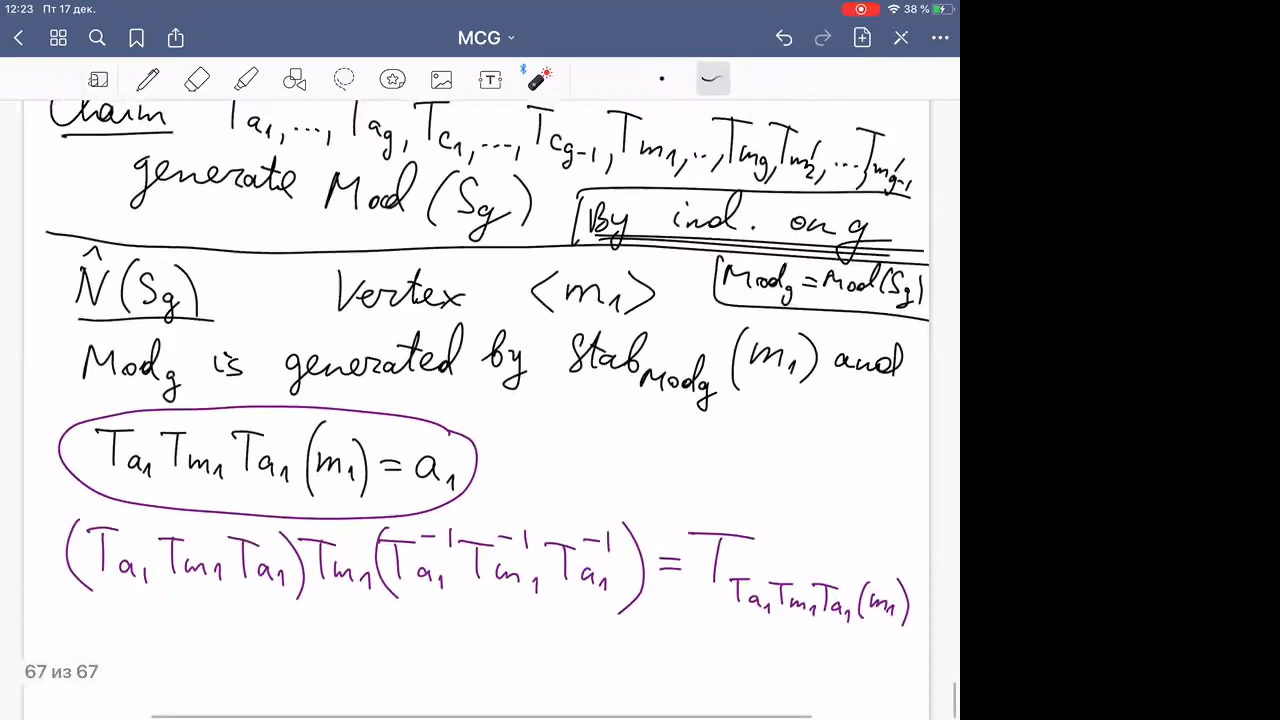 12:23 Пт 17 дек. 38 %
MCG
Claim T_{a_1}, ..., T_{a_g}, T_{c_1}, ..., T_{c_{g-1}}, T_{m_1}, .., T_{m_g}, T_{m_2'}, ... T_{m_{g-1}'}
generate Mod (S_g) [By ind. on g
N̂(S_g) Vertex <m_1> [Mod_g = Mod(S_g)
Mod_g is generated by Stab_{Mod_g} (m_1) and
T_{a_1} T_{m_1} T_{a_1} (m_1) = a_1
(T_{a_1} T_{m_1} T_{a_1}) T_{m_1} (T_{a_1}^{-1} T_{m_1}^{-1} T_{a_1}^{-1}) = T_{T_{a_1} T_{m_1} T_{a_1} (m_1)}
67 из 67